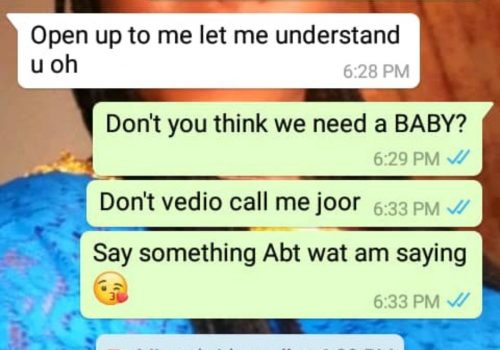 Open up to me let me understand
u oh
6:28 PM
Don't you think we need a BABY?
6:29 PM
Don't vedio call me joor 6:33 PM
Say something Abt wat am saying
😘
6:33 PM